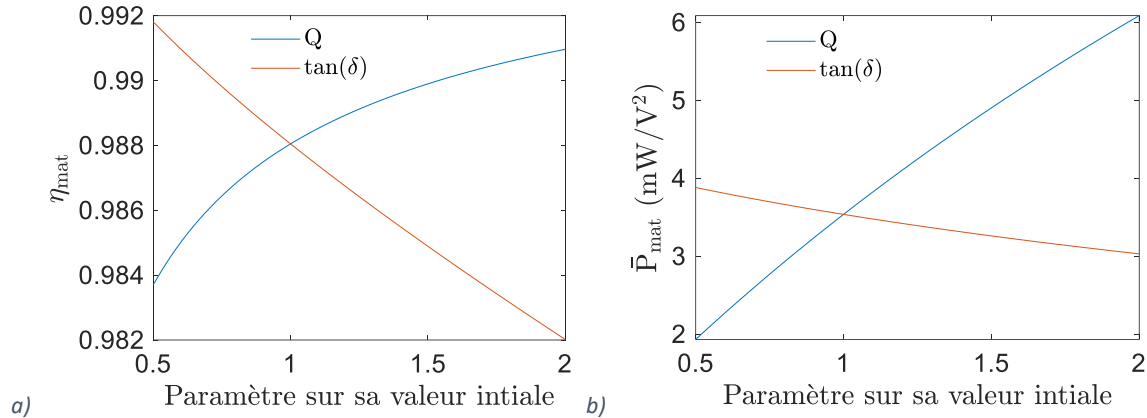 0.992
0.99
0.988
0.986
0.984
0.982
η_mat
Q
tan(δ)
0.5 1 1.5 2
Paramètre sur sa valeur intiale
a)
6
5
4
3
2
P̄_mat (mW/V²)
Q
tan(δ)
0.5 1 1.5 2
Paramètre sur sa valeur intiale
b)